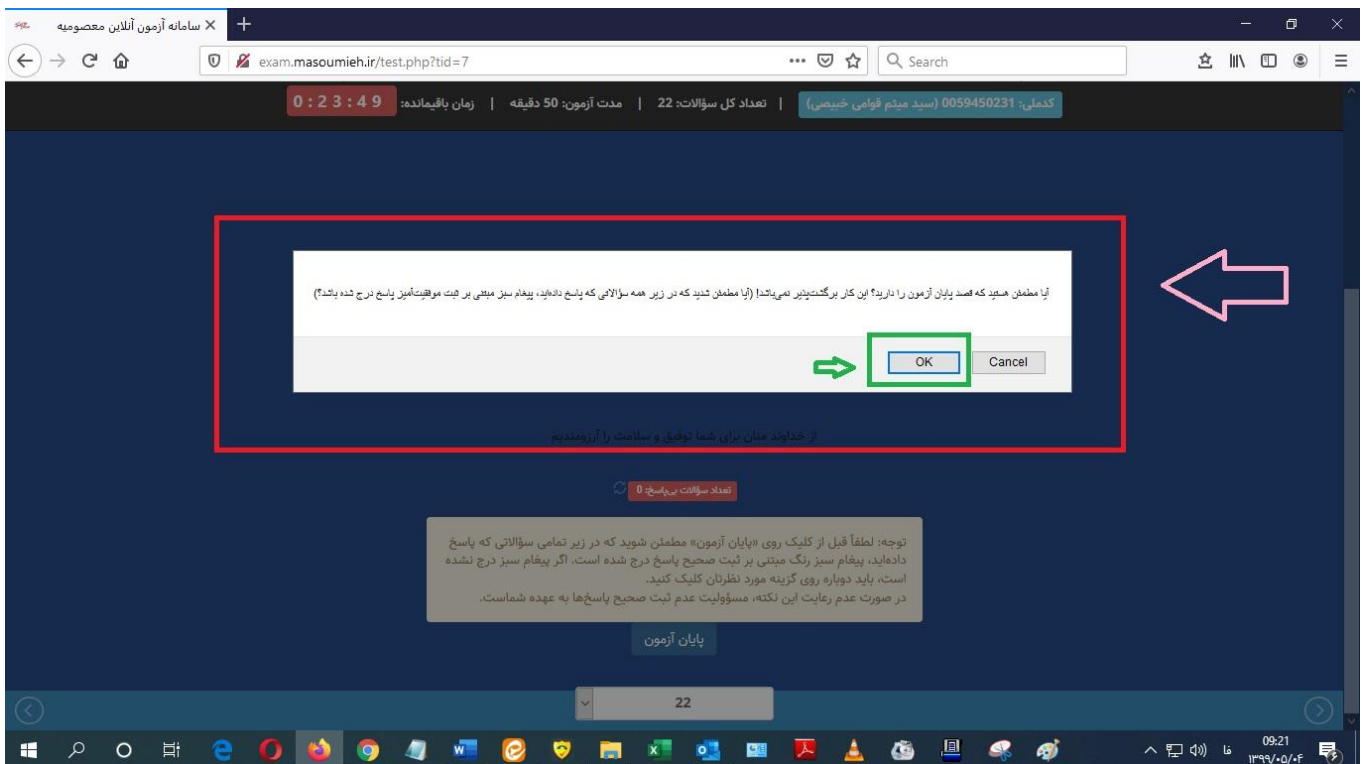 سامانه آزمون آنلاین معصومیه
exam.masoumieh.ir/test.php?tid=7
Search
کدملی: 0059450231 (سید میثم قوامی خبیصی) | تعداد کل سؤالات: 22 | مدت آزمون: 50 دقیقه | زمان باقیمانده: 0:23:49
آیا مطمئن هستید که قصد پایان آزمون را دارید؟ این کار برگشت‌پذیر نمی‌باشد! (آیا مطمئن شدید که در زیر همه سؤالاتی که پاسخ داده‌اید، پیغام سبز مبتنی بر ثبت موفقیت‌آمیز پاسخ درج شده باشد؟)
OK
Cancel
از خداوند منان برای شما توفیق و سلامت را آرزومندیم
تعداد سؤالات بی‌پاسخ: 0
توجه: لطفاً قبل از کلیک روی «پایان آزمون» مطمئن شوید که در زیر تمامی سؤالاتی که پاسخ
داده‌اید، پیغام سبز رنگ مبتنی بر ثبت صحیح پاسخ درج شده است. اگر پیغام سبز درج نشده
است، باید دوباره روی گزینه مورد نظرتان کلیک کنید.
در صورت عدم رعایت این نکته، مسؤولیت عدم ثبت صحیح پاسخ‌ها به عهده شماست.
پایان آزمون
22
فا
09:21
۱۳۹۹/۰۵/۰۴